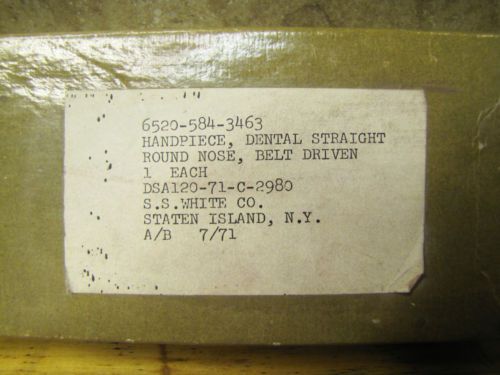 6520-584-3463
HANDPIECE, DENTAL STRAIGHT
ROUND NOSE, BELT DRIVEN
1 EACH
DSA120-71-C-2980
S.S.WHITE CO.
STATEN ISLAND, N.Y.
A/B 7/71